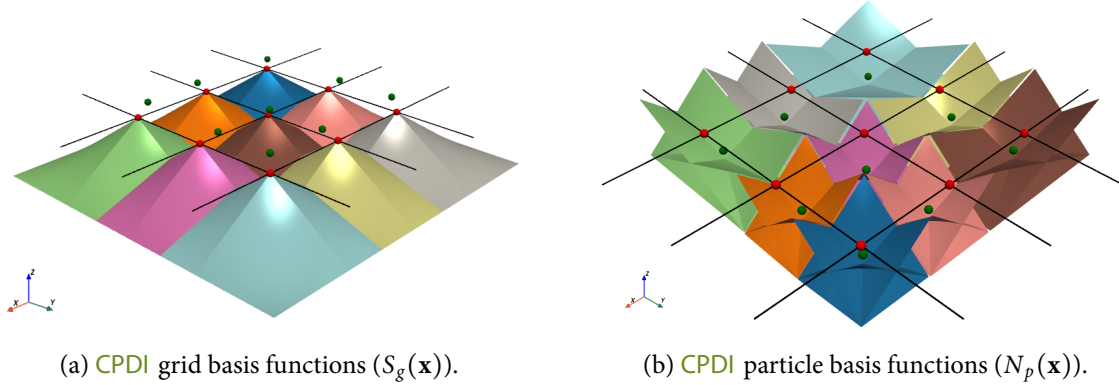 Z
X
Y
Z
X
Y
(a) CPDI grid basis functions (S_g(x)).
(b) CPDI particle basis functions (N_p(x)).